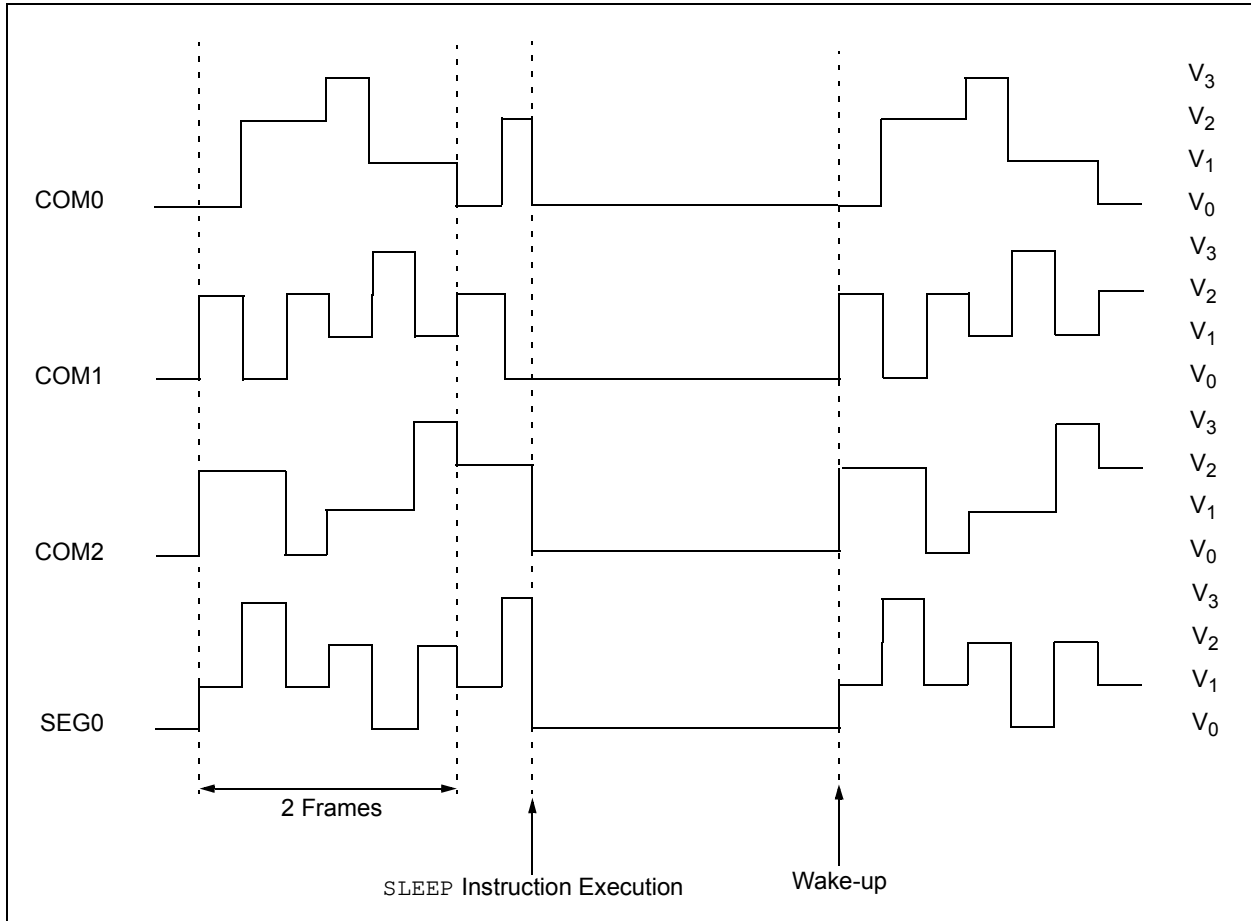 V3
V2
V1
COM0
V0
V3
V2
V1
COM1
V0
V3
V2
V1
COM2
V0
V3
V2
V1
SEG0
V0
2 Frames
SLEEP Instruction Execution
Wake-up